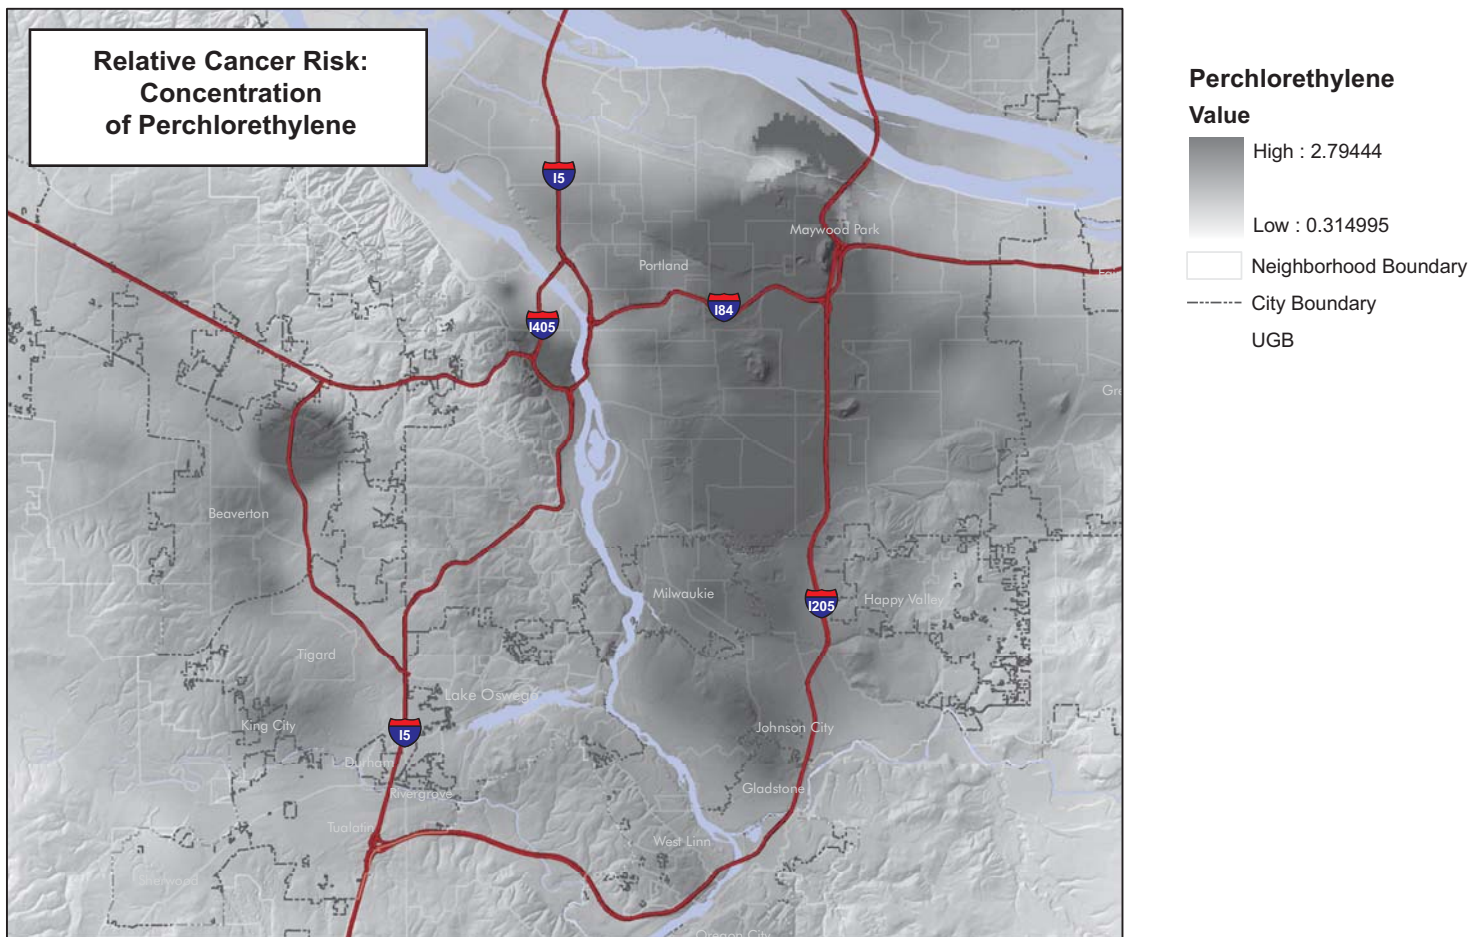 Relative Cancer Risk:
Concentration
of Perchlorethylene
Perchlorethylene
Value
High : 2.79444
Low : 0.314995
Neighborhood Boundary
City Boundary
UGB
I5
Maywood Park
Portland
I84
I405
Beaverton
Milwaukie
I205
Happy Valley
Tigard
Lake Oswego
King City
I5
Johnson City
Durham
Rivergrove
Gladstone
Tualatin
West Linn
Sherwood
Oregon City